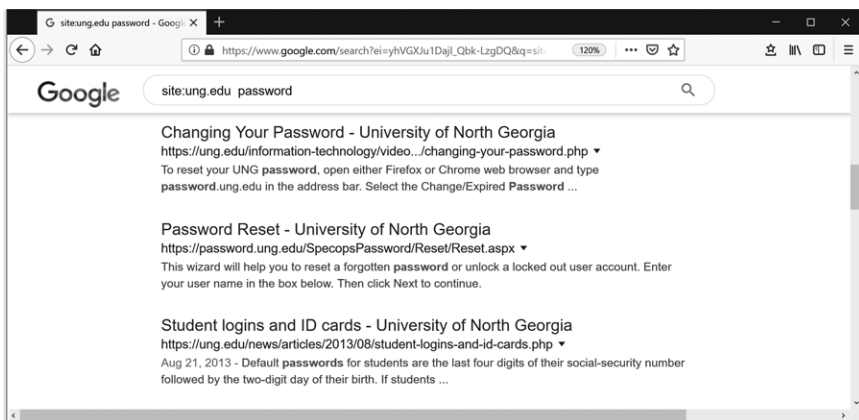 G site:ung.edu password - Googl
https://www.google.com/search?ei=yhVGXJu1DajI_Qbk-LzgDQ&q=sit
120%
Google
site:ung.edu password
Changing Your Password - University of North Georgia
https://ung.edu/information-technology/video.../changing-your-password.php
To reset your UNG password, open either Firefox or Chrome web browser and type
password.ung.edu in the address bar. Select the Change/Expired Password ...
Password Reset - University of North Georgia
https://password.ung.edu/SpecopsPassword/Reset/Reset.aspx
This wizard will help you to reset a forgotten password or unlock a locked out user account. Enter
your user name in the box below. Then click Next to continue.
Student logins and ID cards - University of North Georgia
https://ung.edu/news/articles/2013/08/student-logins-and-id-cards.php
Aug 21, 2013 - Default passwords for students are the last four digits of their social-security number
followed by the two-digit day of their birth. If students ...